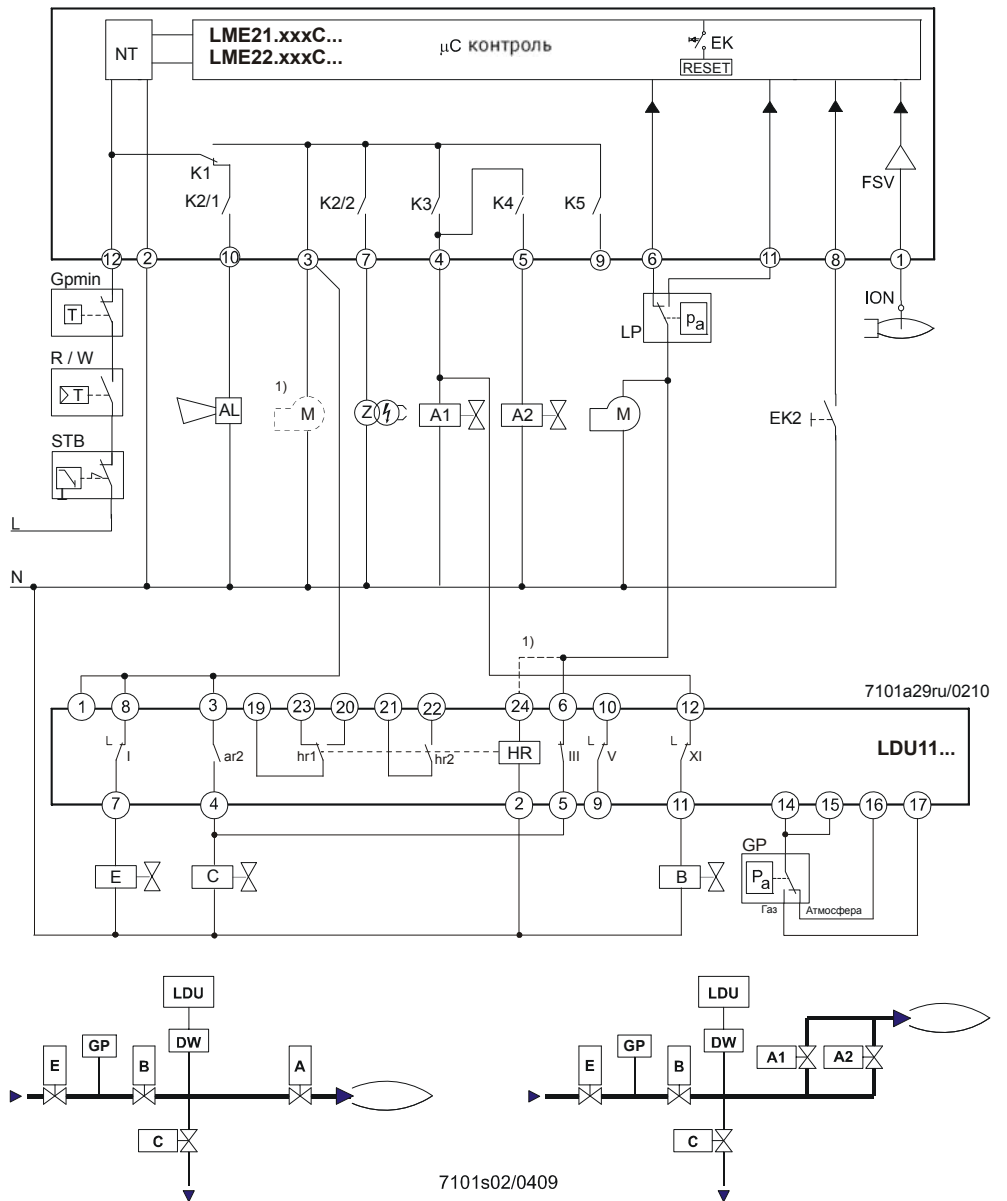 LME21.xxxC...
LME22.xxxC...
µC контроль
NT
EK
RESET
FSV
K1
K2/1
K2/2
K3
K4
K5
12
2
10
3
7
4
5
9
6
11
8
1
Gpmin
T
R / W
T
STB
L
N
AL
1)
M
Z
A1
A2
LP
pa
M
ION
EK2
1)
7101a29ru/0210
1
8
3
19
23
20
21
22
24
6
10
12
LDU11...
L
I
ar2
hr1
hr2
HR
III
L
V
L
XI
7
4
2
5
9
11
14
15
16
17
E
C
B
GP
Pa
Газ
Атмосфера
LDU
DW
E
GP
B
A
C
LDU
DW
E
GP
B
A1
A2
C
7101s02/0409